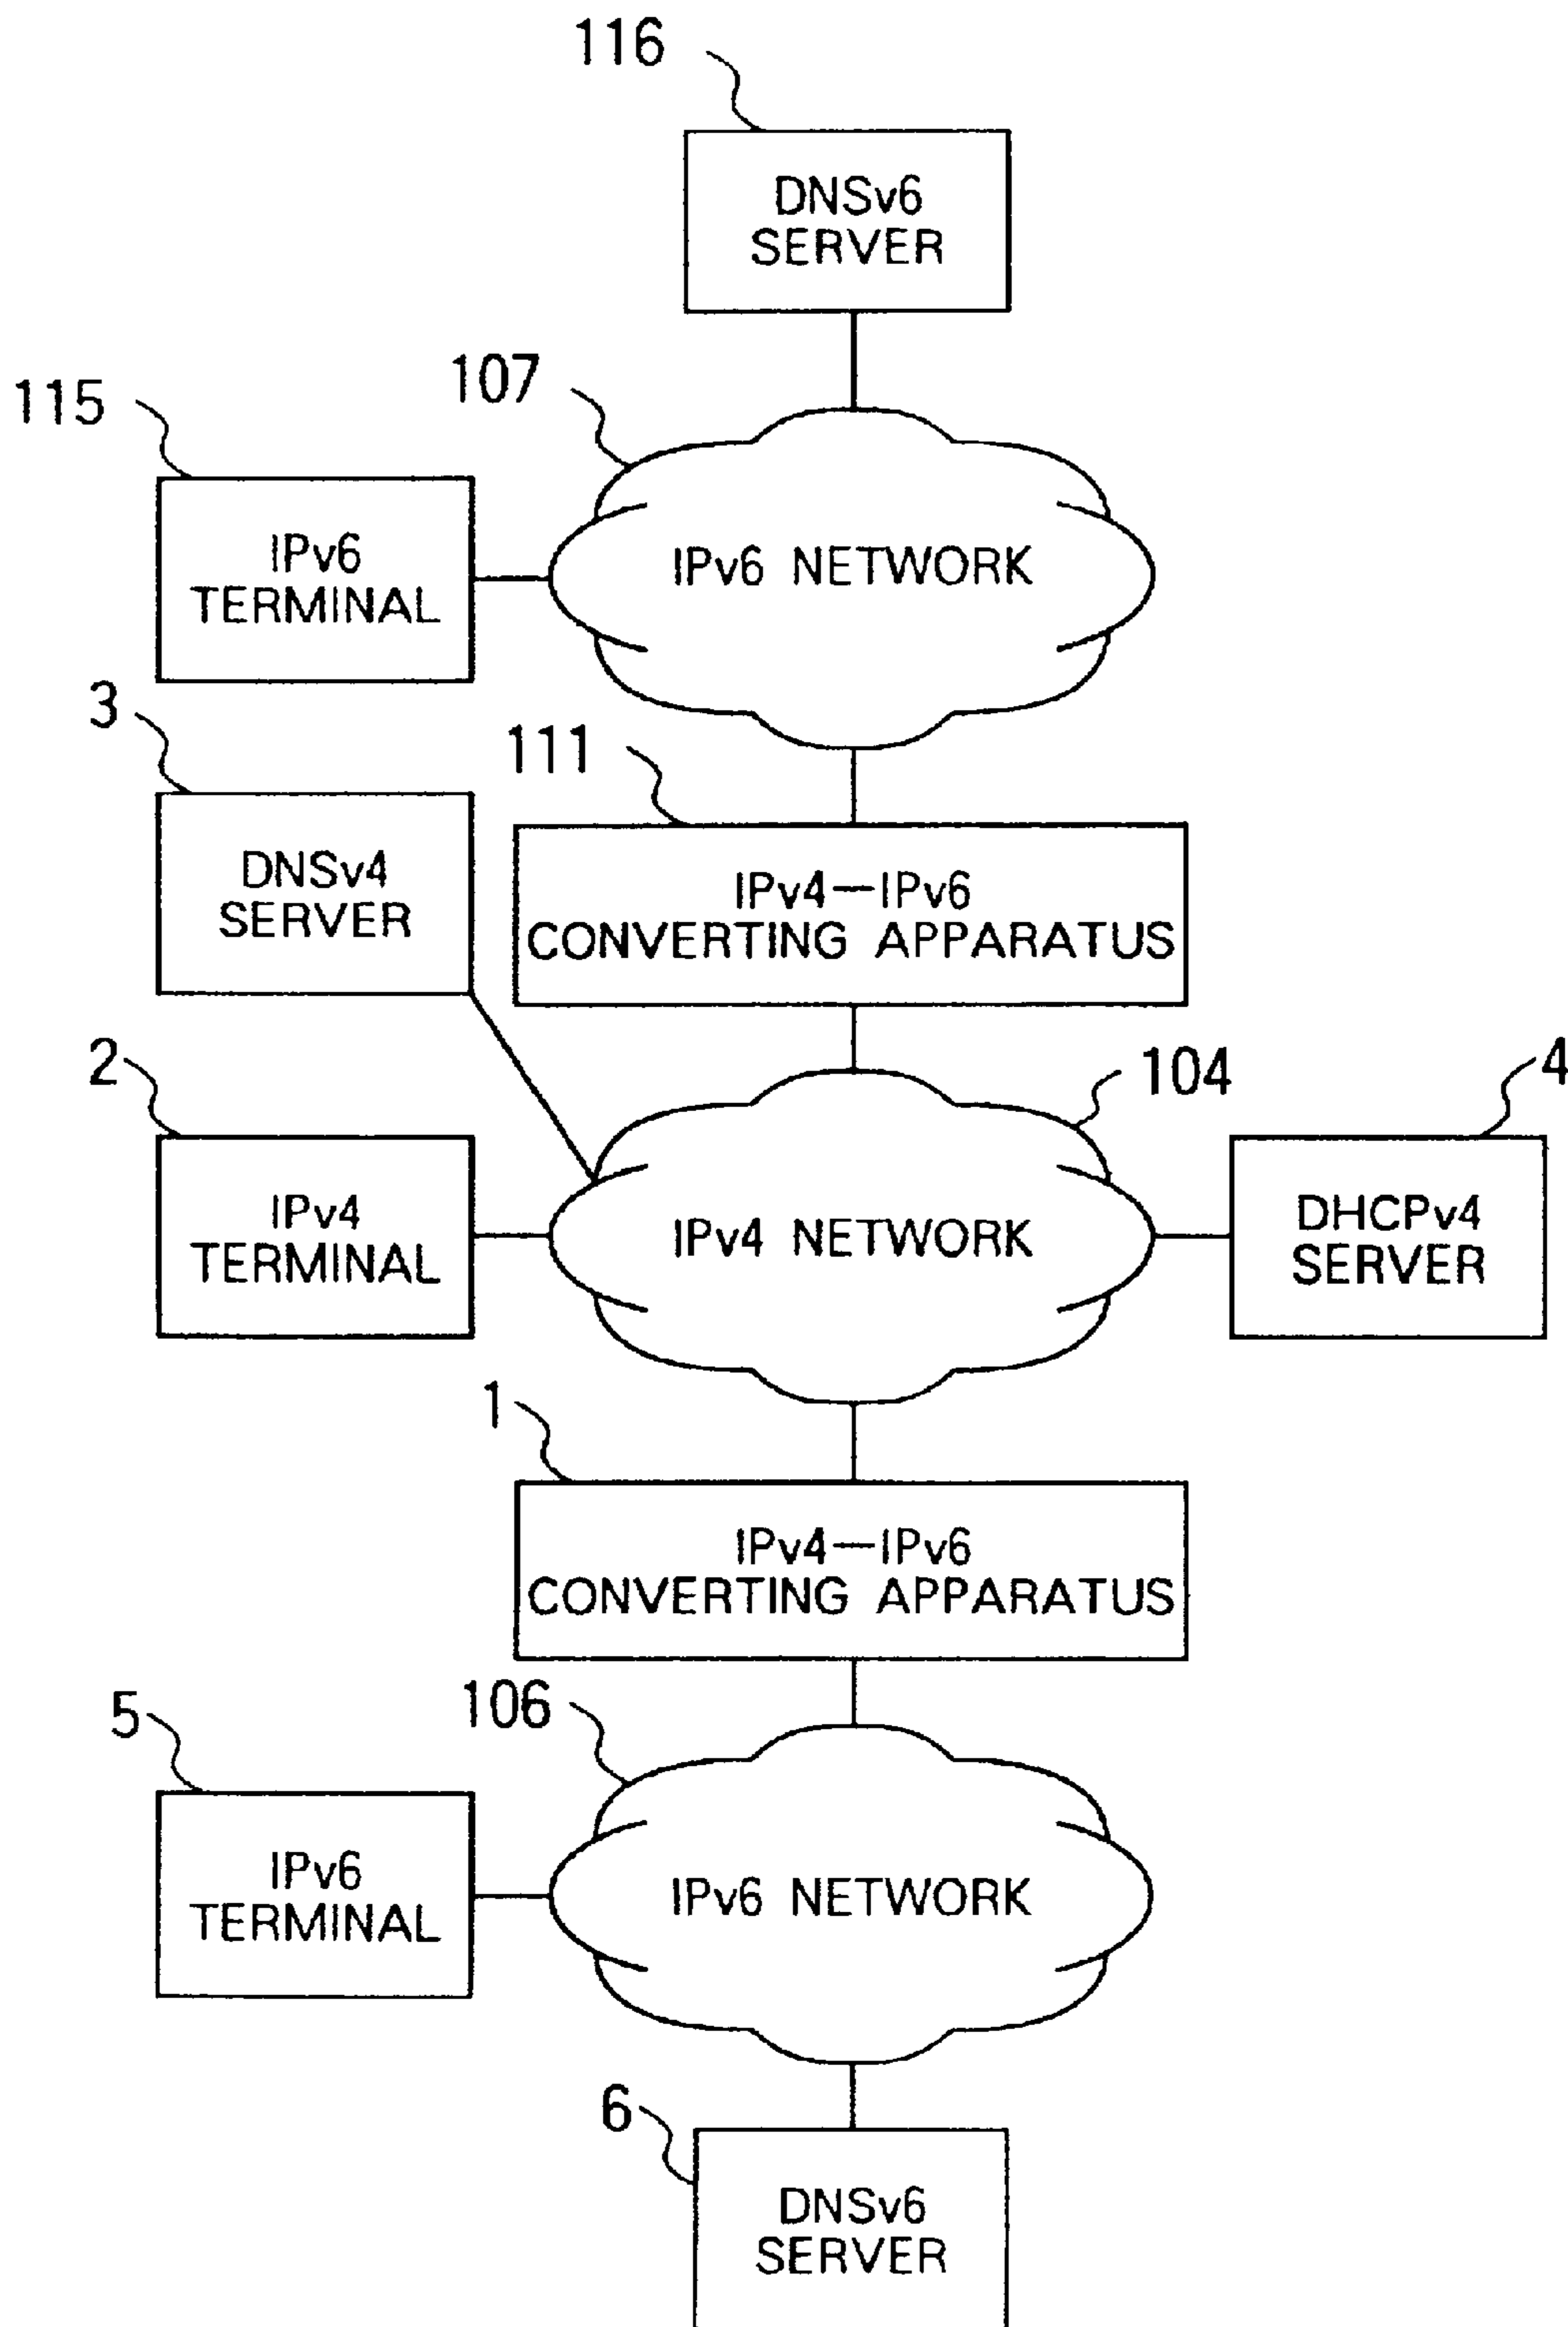 116
DNSv6
SERVER
107
115
IPv6
TERMINAL
IPv6 NETWORK
3
111
DNSv4
SERVER
IPv4—IPv6
CONVERTING APPARATUS
2
104
4
IPv4
TERMINAL
IPv4 NETWORK
DHCPv4
SERVER
1
IPv4—IPv6
CONVERTING APPARATUS
106
5
IPv6
TERMINAL
IPv6 NETWORK
6
DNSv6
SERVER